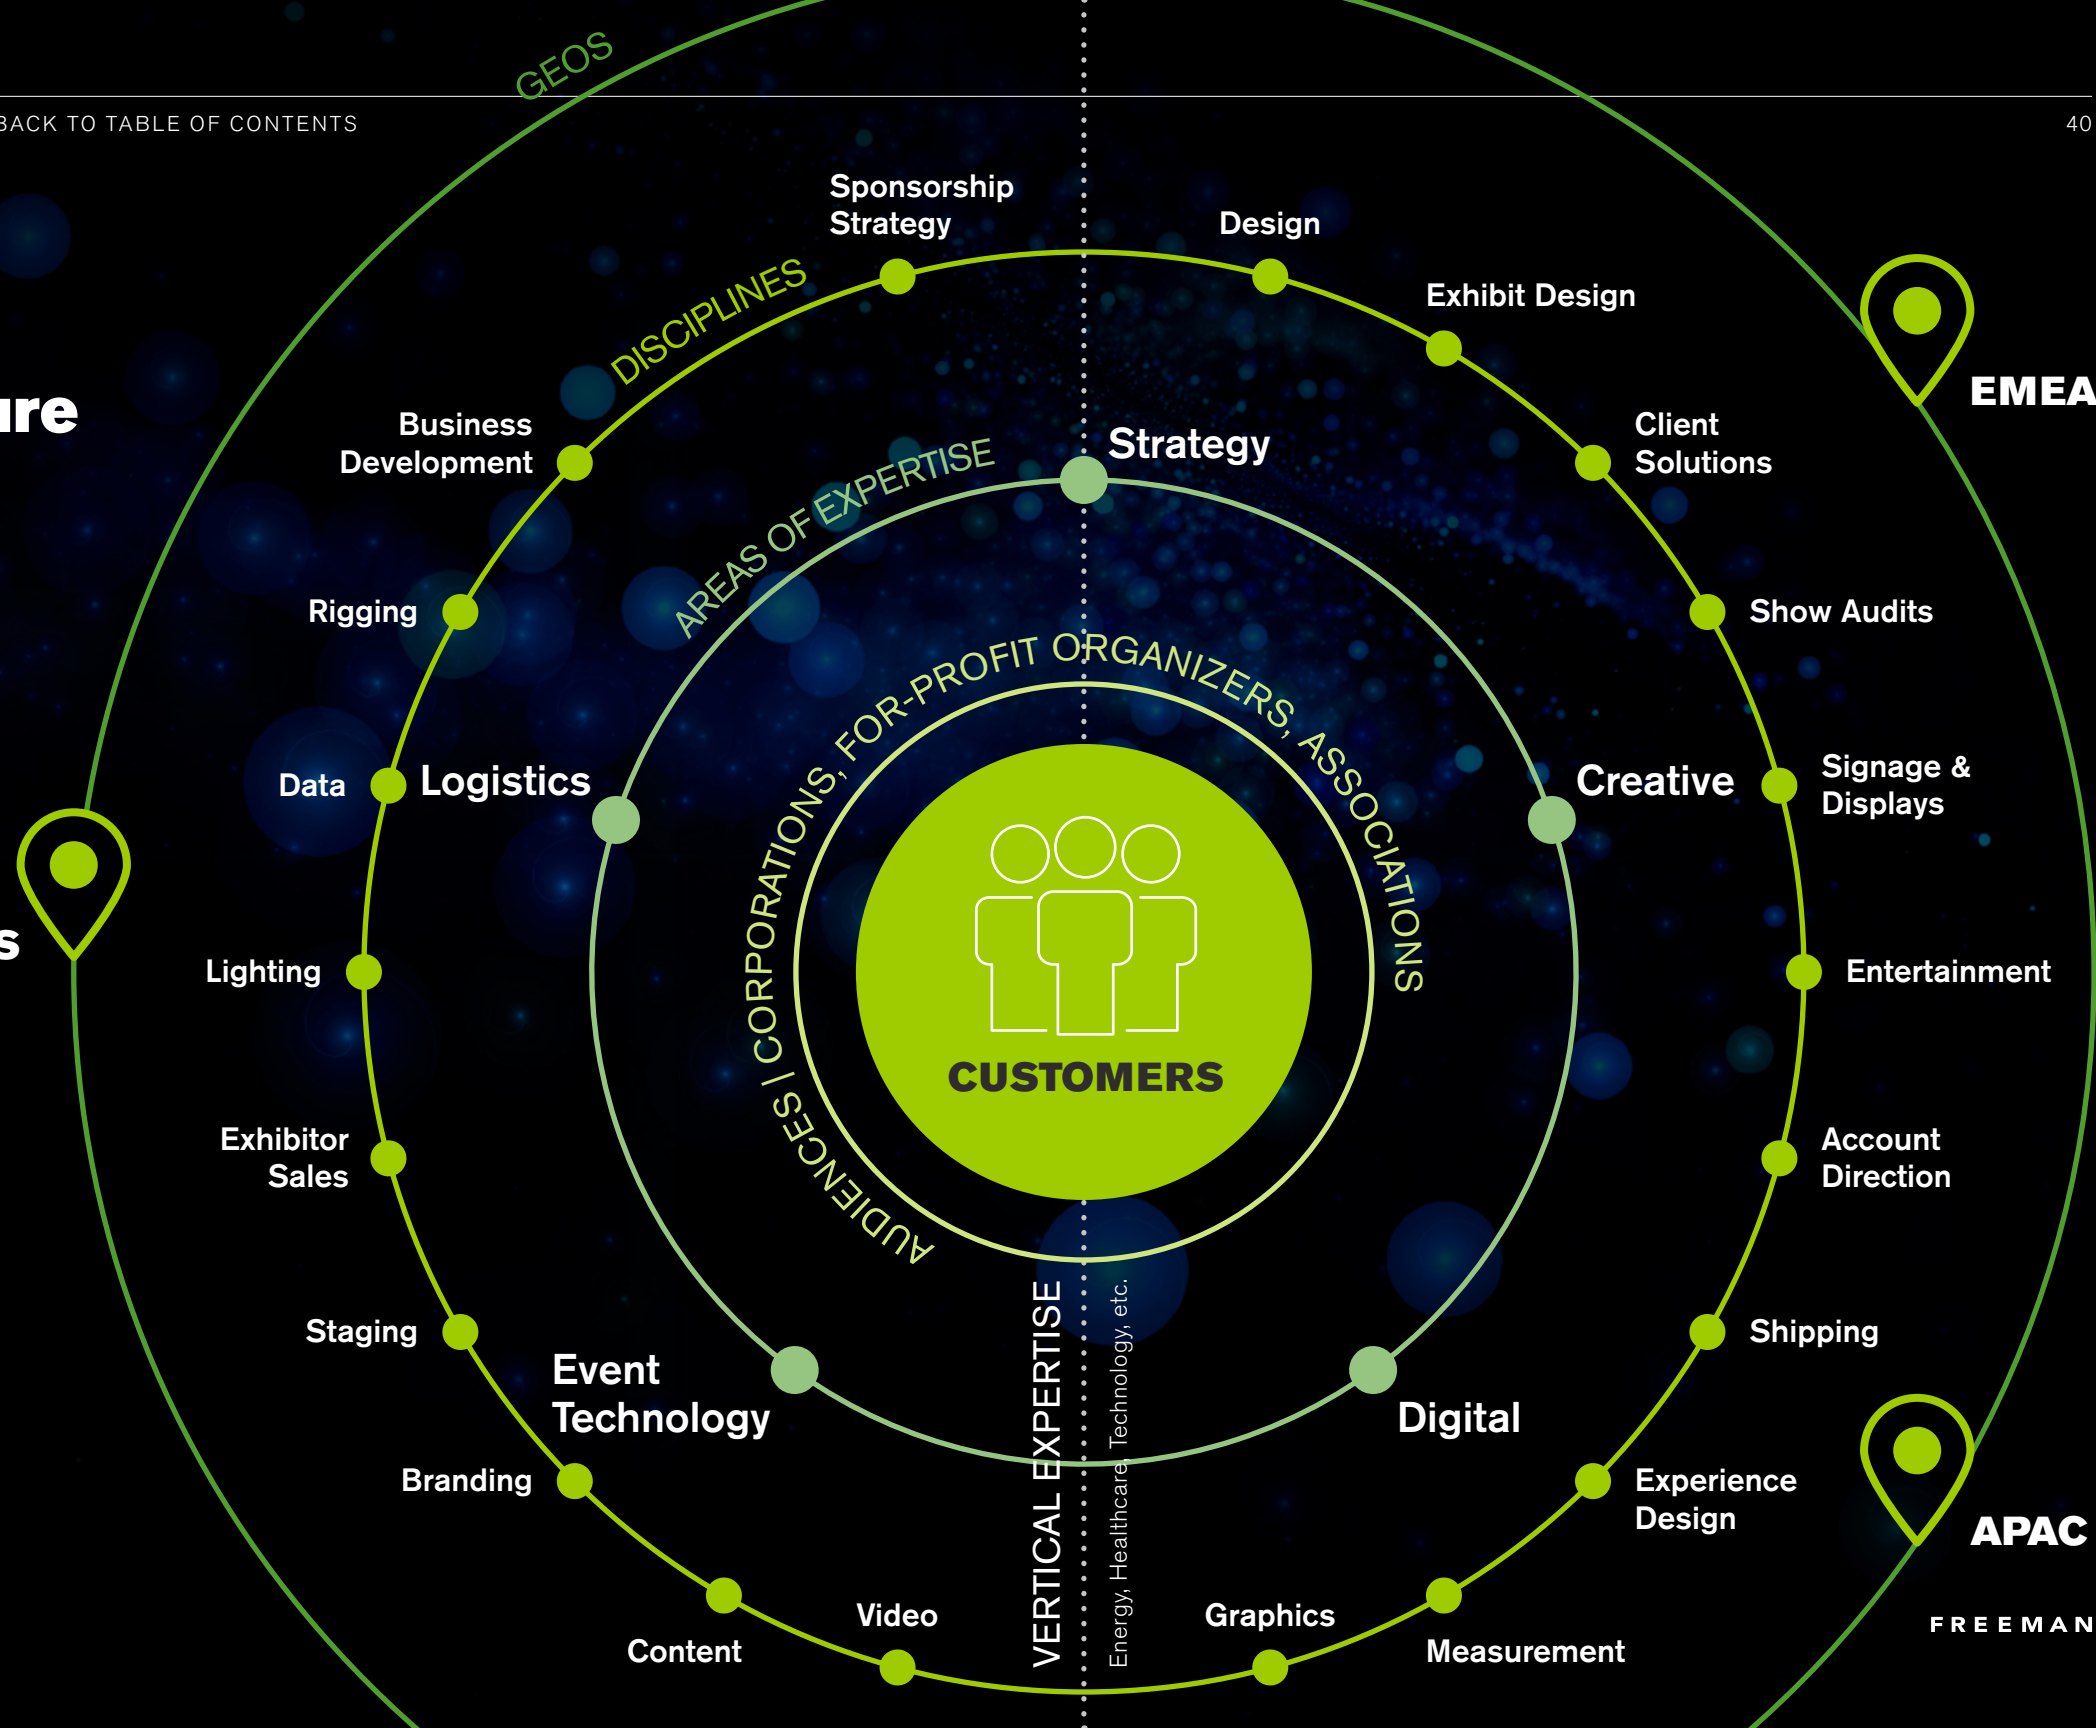 GEOS
BACK TO TABLE OF CONTENTS
40
Sponsorship
Strategy
Design
DISCIPLINES
Exhibit Design
EMEA
Business
Development
Client
Solutions
AREAS OF EXPERTISE
Strategy
Rigging
Show Audits
AUDIENCES | CORPORATIONS, FOR-PROFIT ORGANIZERS, ASSOCIATIONS
Data
Logistics
Creative
Signage &
Displays
Lighting
Entertainment
CUSTOMERS
Exhibitor
Sales
Account
Direction
Staging
Shipping
Event
Technology
Digital
VERTICAL EXPERTISE
Energy, Healthcare, Technology, etc.
Branding
Experience
Design
APAC
Content
Video
Graphics
Measurement
FREEMAN